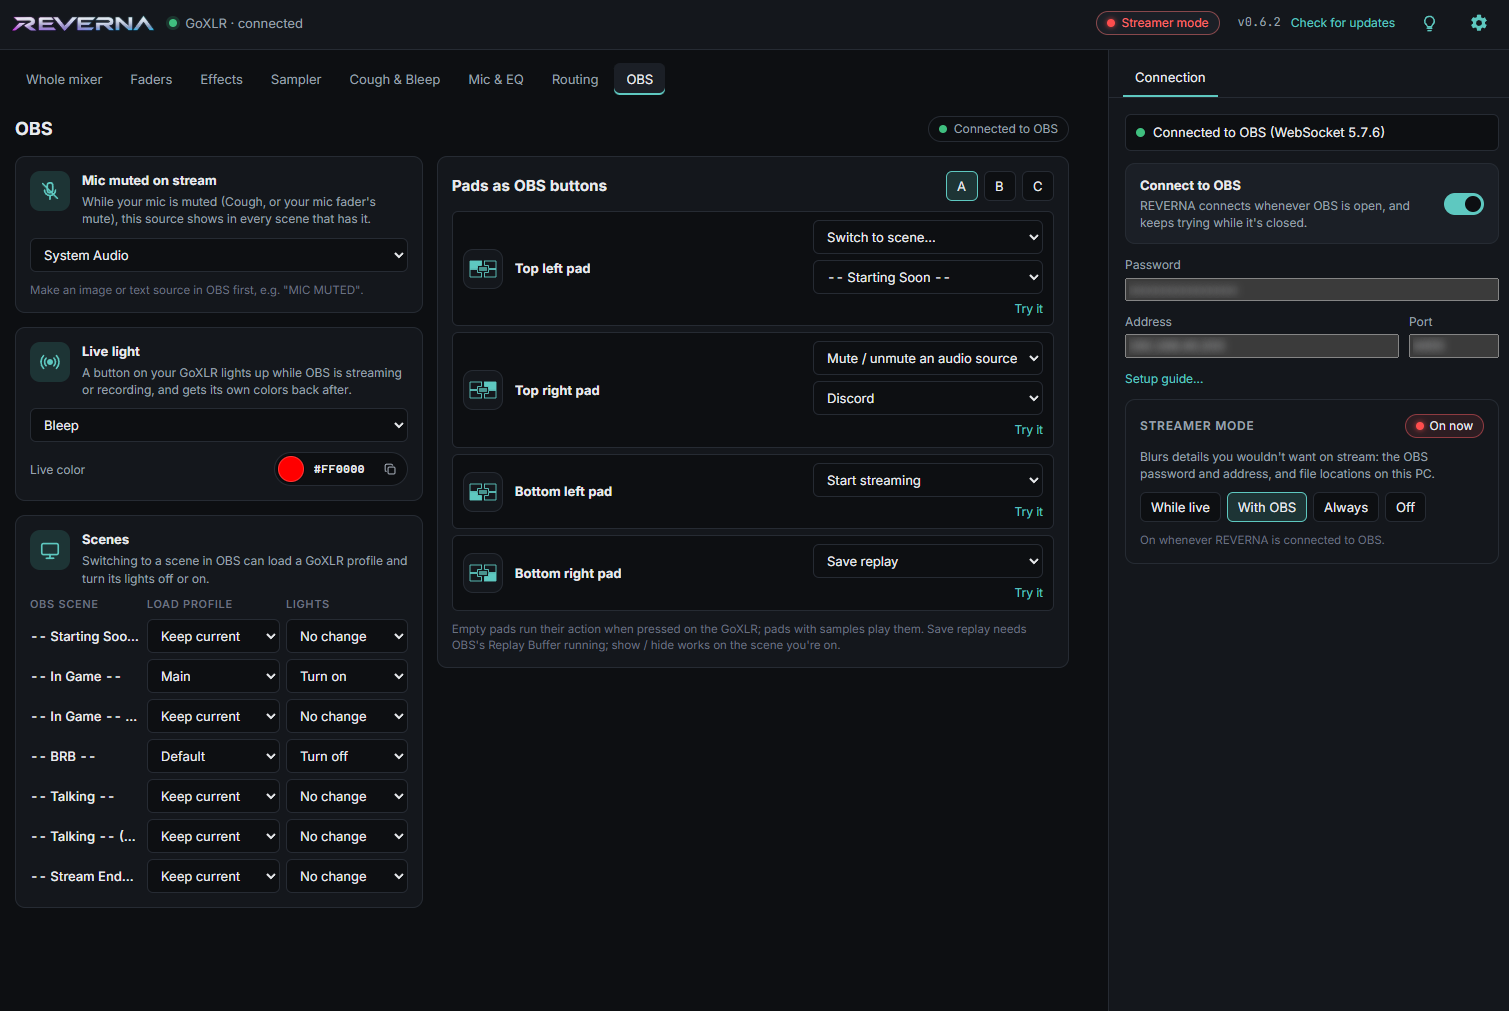 REVERNA
GoXLR · connected
Streamer mode
v0.6.2
Check for updates
Whole mixer
Faders
Effects
Sampler
Cough & Bleep
Mic & EQ
Routing
OBS
OBS
Connected to OBS
Mic muted on stream
While your mic is muted (Cough, or your mic fader's
mute), this source shows in every scene that has it.
System Audio
Make an image or text source in OBS first, e.g. "MIC MUTED".
Live light
A button on your GoXLR lights up while OBS is streaming
or recording, and gets its own colors back after.
Bleep
Live color
#FF0000
Scenes
Switching to a scene in OBS can load a GoXLR profile and
turn its lights off or on.
OBS SCENE LOAD PROFILE LIGHTS
-- Starting Soo... Keep current No change
-- In Game -- Main Turn on
-- In Game -- ... Keep current No change
-- BRB -- Default Turn off
-- Talking -- Keep current No change
-- Talking -- (... Keep current No change
-- Stream End... Keep current No change
Pads as OBS buttons
A B C
Top left pad
Switch to scene...
-- Starting Soon --
Try it
Top right pad
Mute / unmute an audio source
Discord
Try it
Bottom left pad
Start streaming
Try it
Bottom right pad
Save replay
Try it
Empty pads run their action when pressed on the GoXLR; pads with samples play them. Save replay needs
OBS's Replay Buffer running; show / hide works on the scene you're on.
Connection
Connected to OBS (WebSocket 5.7.6)
Connect to OBS
REVERNA connects whenever OBS is open, and
keeps trying while it's closed.
Password
Address
Port
Setup guide...
STREAMER MODE
On now
Blurs details you wouldn't want on stream: the OBS
password and address, and file locations on this PC.
While live
With OBS
Always
Off
On whenever REVERNA is connected to OBS.